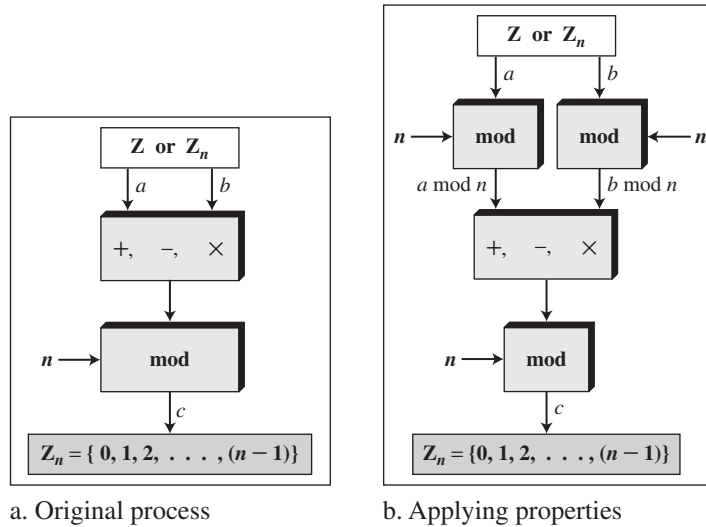 Z or Zn
a b
+, −, ×
n mod
c
Zn = { 0, 1, 2, . . . . , (n − 1)}
a. Original process
Z or Zn
a b
n mod mod n
a mod n b mod n
+, −, ×
n mod
c
Zn = {0, 1, 2, . . . , (n − 1)}
b. Applying properties